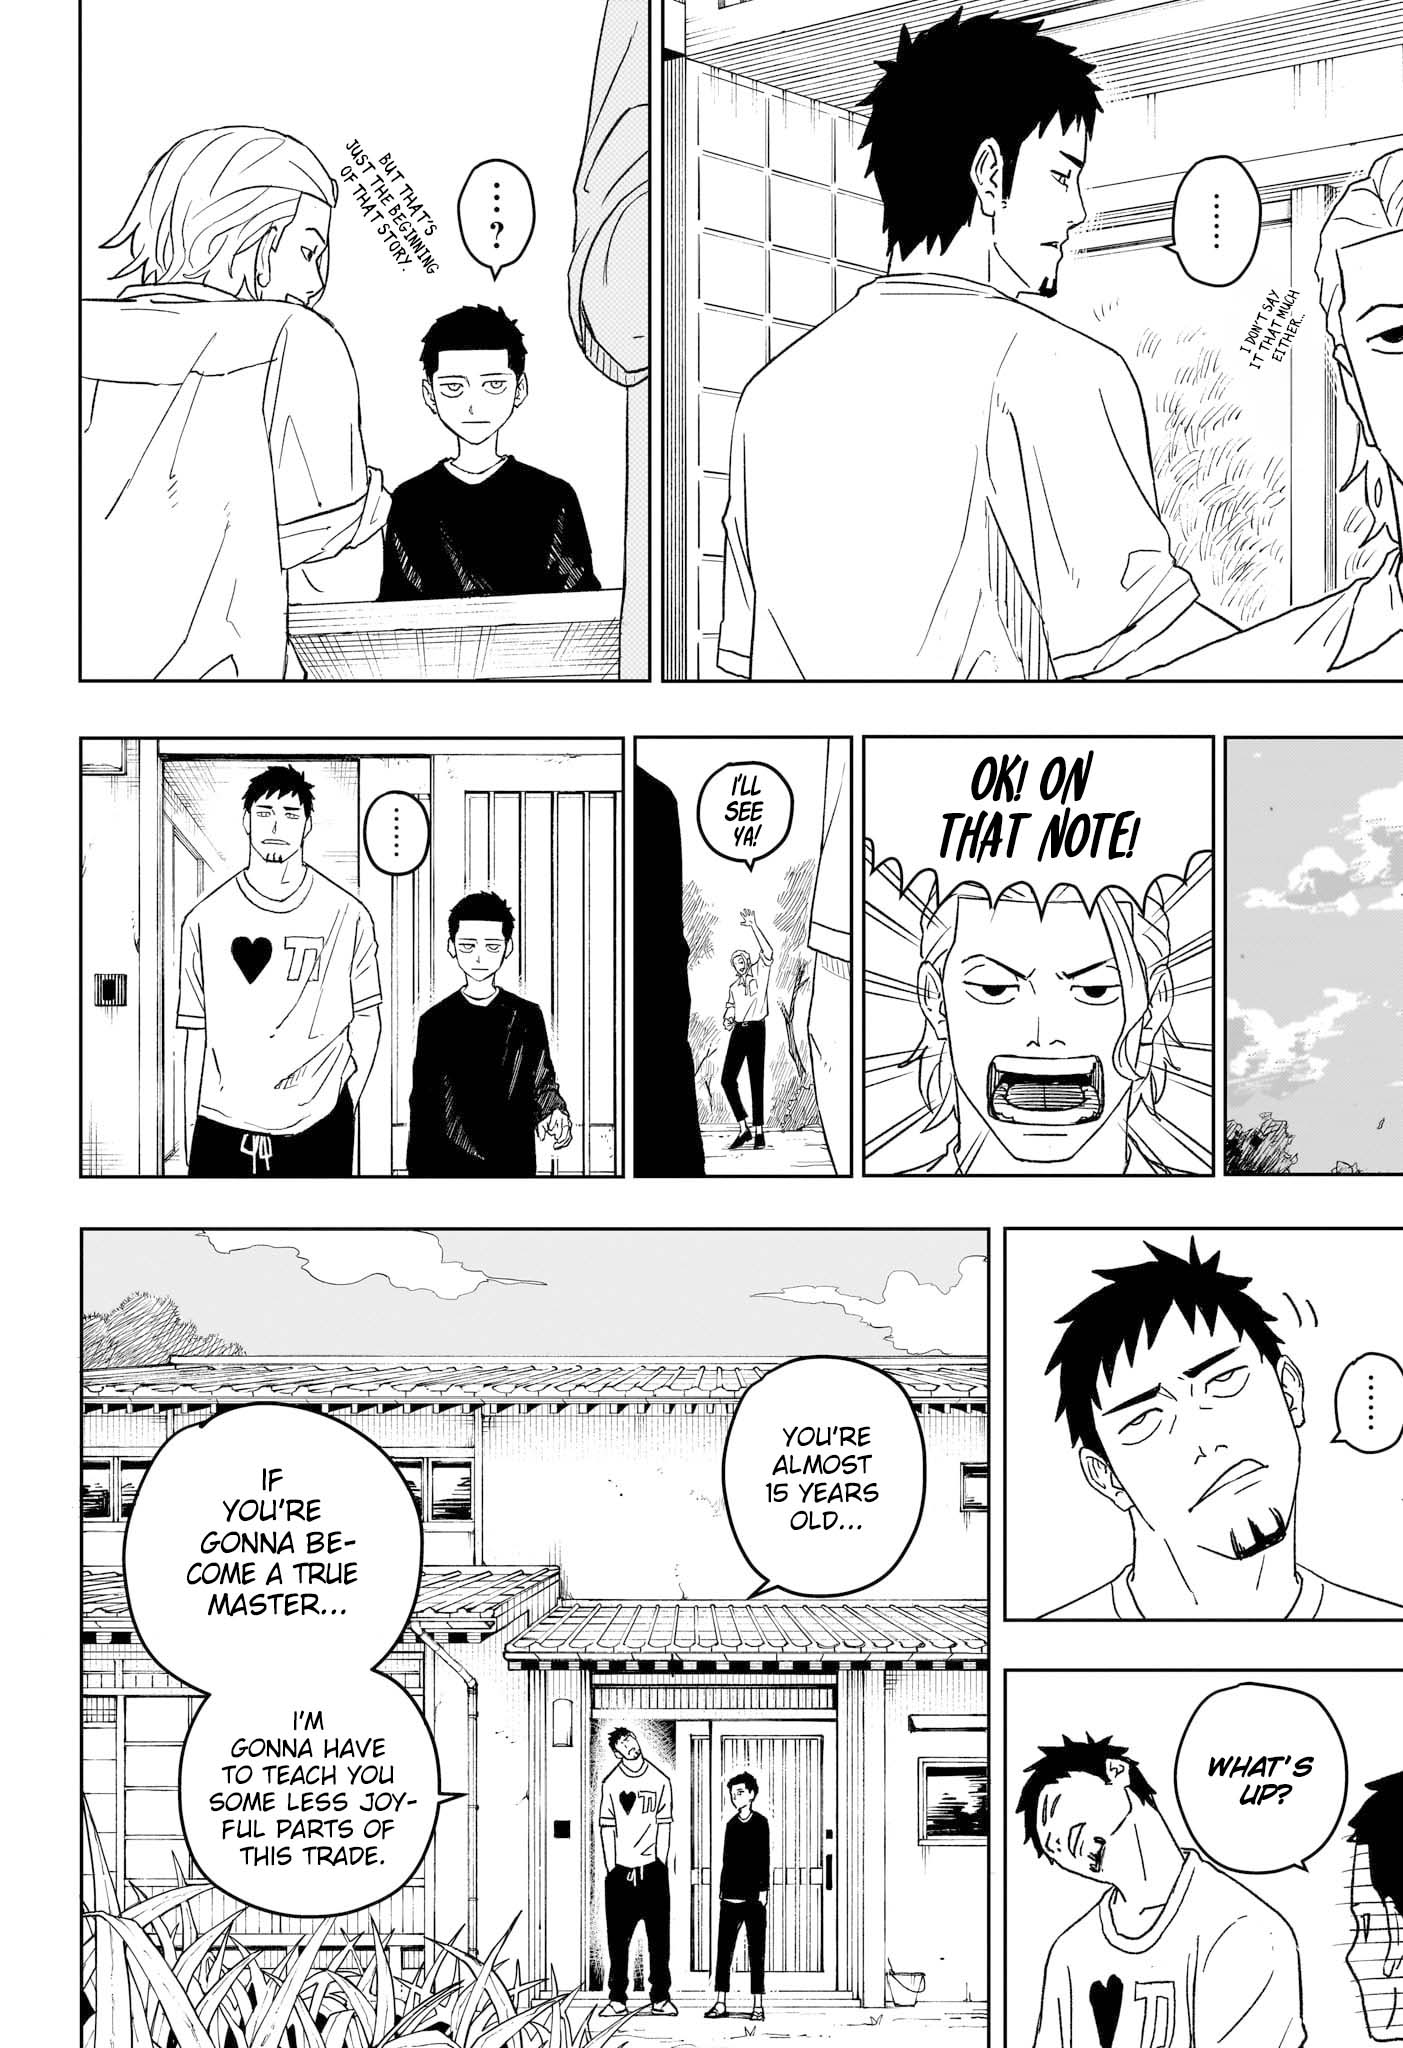 ......
I DON'T SAY
IT THAT MUCH
EITHER...
...?
BUT THAT'S
JUST THE BEGINNING
OF THAT STORY.
OK! ON
THAT NOTE!
I'LL
SEE
YA!
......
......
WHAT'S
UP?
YOU'RE
ALMOST
15 YEARS
OLD...
IF
YOU'RE
GONNA BE-
COME A TRUE
MASTER...
I'M
GONNA HAVE
TO TEACH YOU
SOME LESS JOY-
FUL PARTS OF
THIS TRADE.